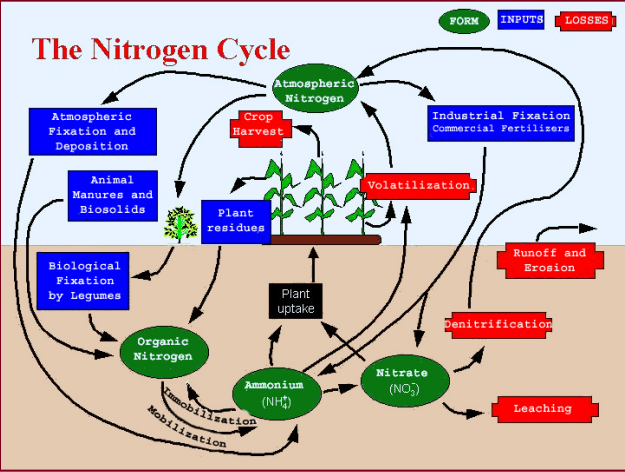 FORM
INPUTS
LOSSES
The Nitrogen Cycle
Atmospheric
Nitrogen
Atmospheric
Fixation and
Deposition
Crop
Harvest
Industrial Fixation
Commercial Fertilizers
Animal
Manures and
Biosolids
Volatilization
Plant
residues
Runoff and
Erosion
Biological
Fixation
by Legumes
Plant
uptake
Denitrification
Organic
Nitrogen
Ammonium
(NH₄⁺)
Nitrate
(NO₃⁻)
Immobilization
Mobilization
Leaching